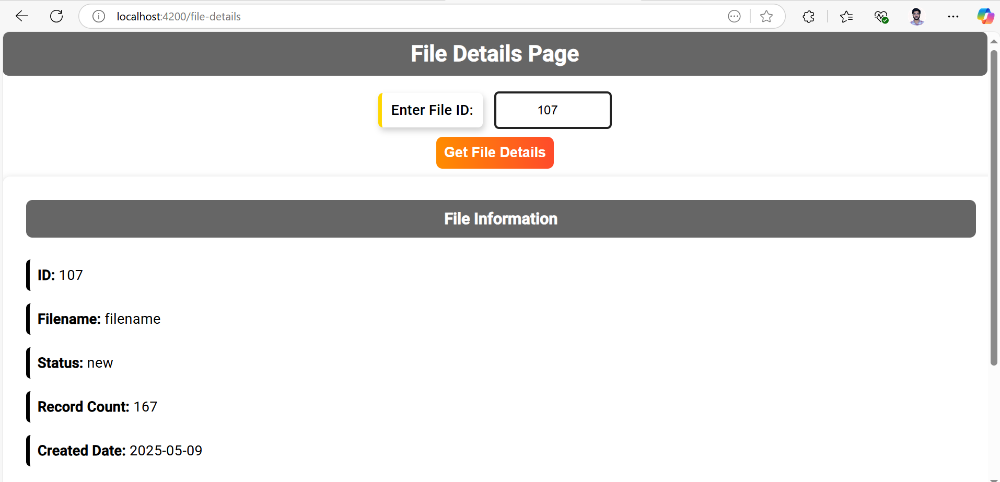 localhost:4200/file-details
File Details Page
Enter File ID: 107
Get File Details
File Information
ID: 107
Filename: filename
Status: new
Record Count: 167
Created Date: 2025-05-09